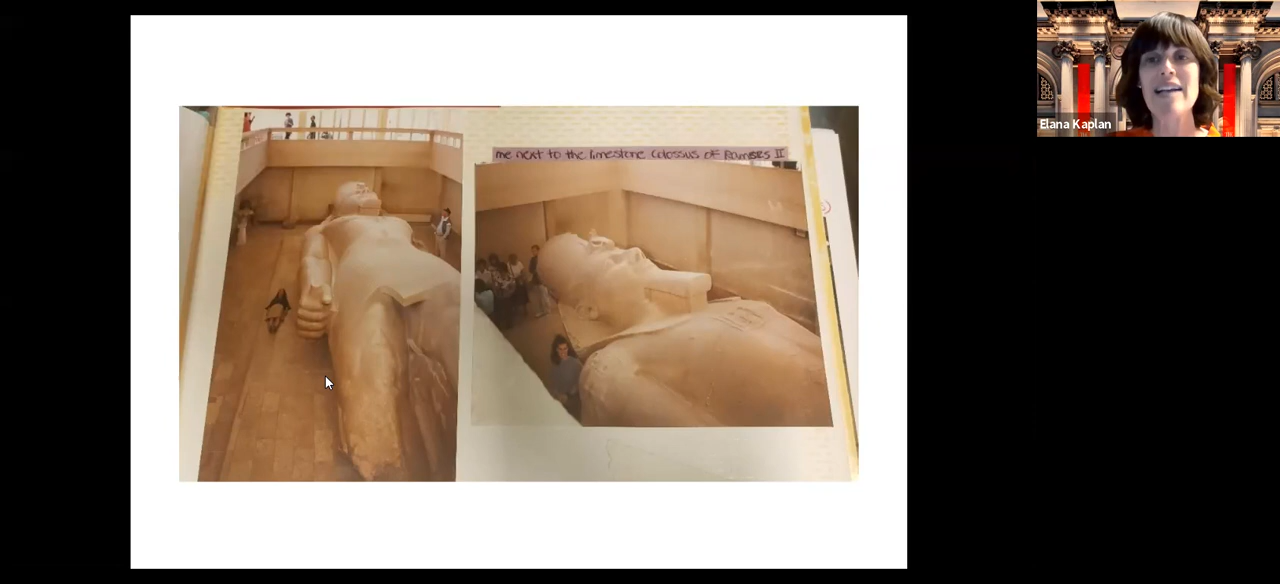 me next to the limestone colossus of Ramses II
Elana Kaplan